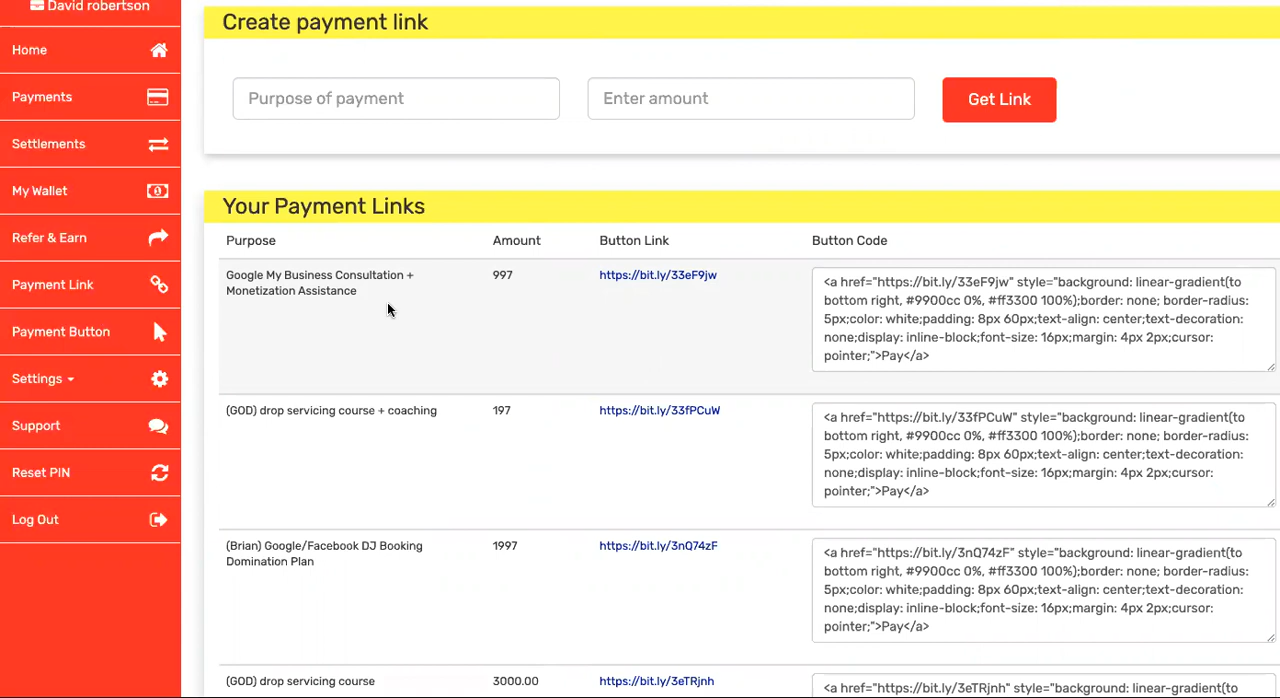 David robertson
Home
Payments
Settlements
My Wallet
Refer & Earn
Payment Link
Payment Button
Settings
Support
Reset PIN
Log Out
Create payment link
Purpose of payment
Enter amount
Get Link
Your Payment Links
Purpose Amount Button Link Button Code
Google My Business Consultation +
Monetization Assistance
997
https://bit.ly/33eF9jw
<a href="https://bit.ly/33eF9jw" style="background: linear-gradient(to
bottom right, #9900cc 0%, #ff3300 100%);border: none; border-radius:
5px;color: white;padding: 8px 60px;text-align: center;text-decoration:
none;display: inline-block;font-size: 16px;margin: 4px 2px;cursor:
pointer;">Pay</a>
(GOD) drop servicing course + coaching
197
https://bit.ly/33fPCuW
<a href="https://bit.ly/33fPCuW" style="background: linear-gradient(to
bottom right, #9900cc 0%, #ff3300 100%);border: none; border-radius:
5px;color: white;padding: 8px 60px;text-align: center;text-decoration:
none;display: inline-block;font-size: 16px;margin: 4px 2px;cursor:
pointer;">Pay</a>
(Brian) Google/Facebook DJ Booking
Domination Plan
1997
https://bit.ly/3nQ74zF
<a href="https://bit.ly/3nQ74zF" style="background: linear-gradient(to
bottom right, #9900cc 0%, #ff3300 100%);border: none; border-radius:
5px;color: white;padding: 8px 60px;text-align: center;text-decoration:
none;display: inline-block;font-size: 16px;margin: 4px 2px;cursor:
pointer;">Pay</a>
(GOD) drop servicing course
3000.00
https://bit.ly/3eTRjnh
<a href="https://bit.ly/3eTRjnh" style="background: linear-gradient(to